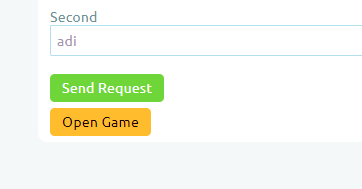 Second
adi
Send Request
Open Game